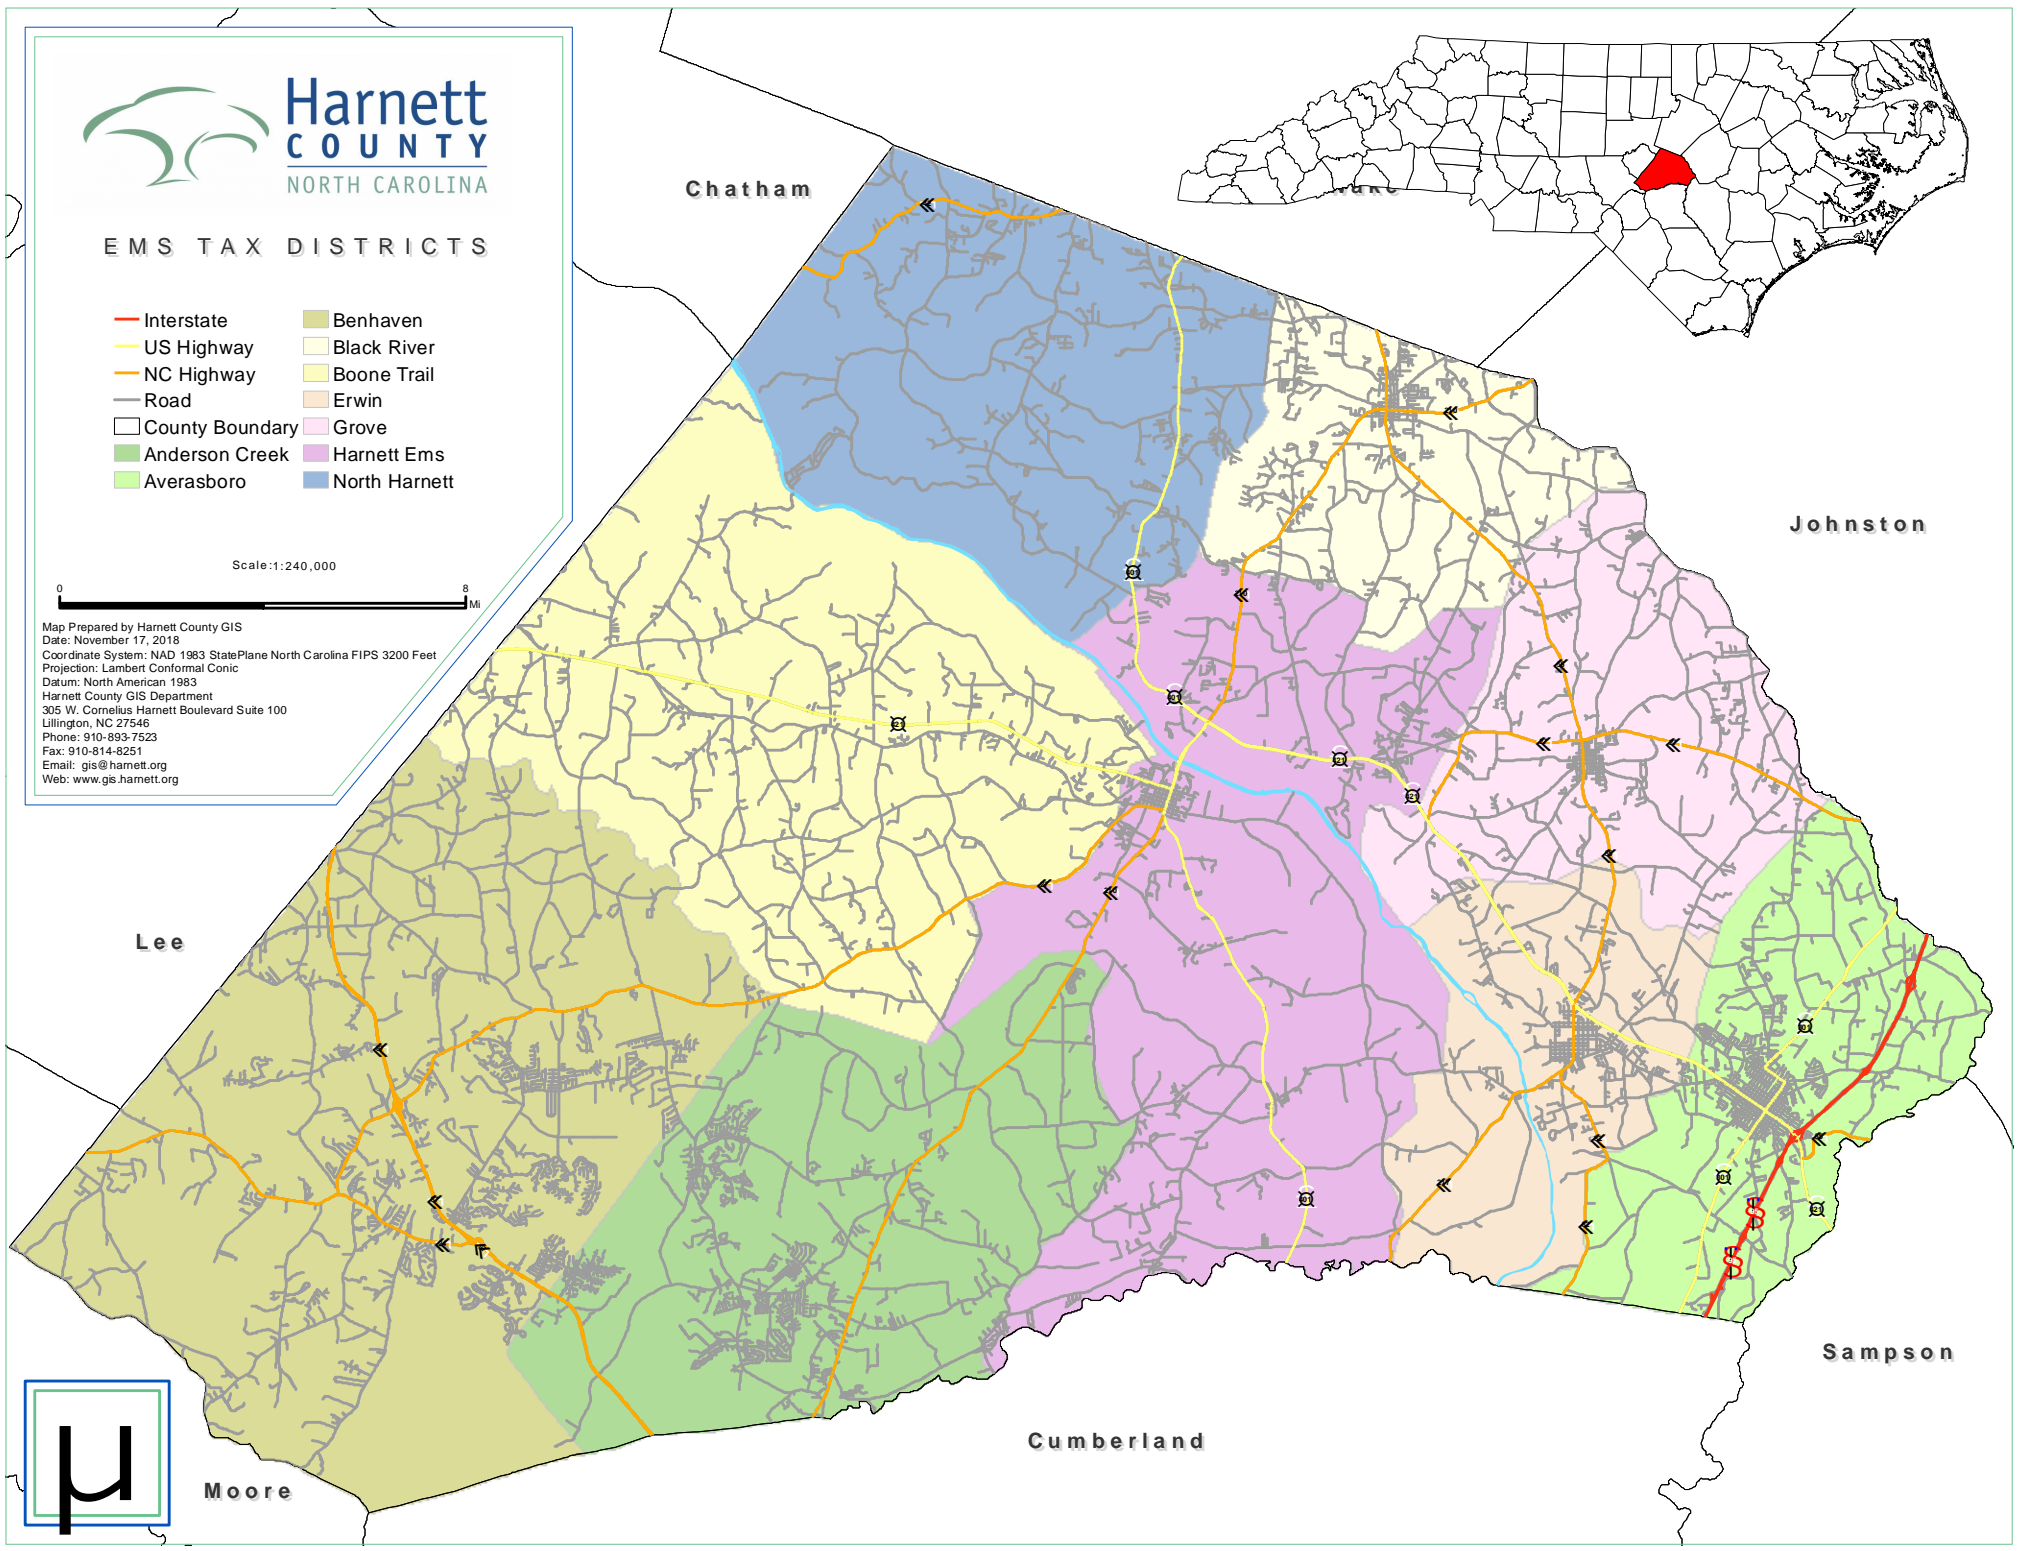 Harnett
COUNTY
NORTH CAROLINA
EMS TAX DISTRICTS
Interstate
US Highway
NC Highway
Road
County Boundary
Anderson Creek
Averasboro
Benhaven
Black River
Boone Trail
Erwin
Grove
Harnett Ems
North Harnett
Scale:1:240,000
0 8
Mi
Map Prepared by Harnett County GIS
Date: November 17, 2018
Coordinate System: NAD 1983 StatePlane North Carolina FIPS 3200 Feet
Projection: Lambert Conformal Conic
Datum: North American 1983
Harnett County GIS Department
305 W. Cornelius Harnett Boulevard Suite 100
Lillington, NC 27546
Phone: 910-893-7523
Fax: 910-814-8251
Email: gis@harnett.org
Web: www.gis.harnett.org
Chatham
Johnston
Lee
Sampson
Cumberland
Moore
µ